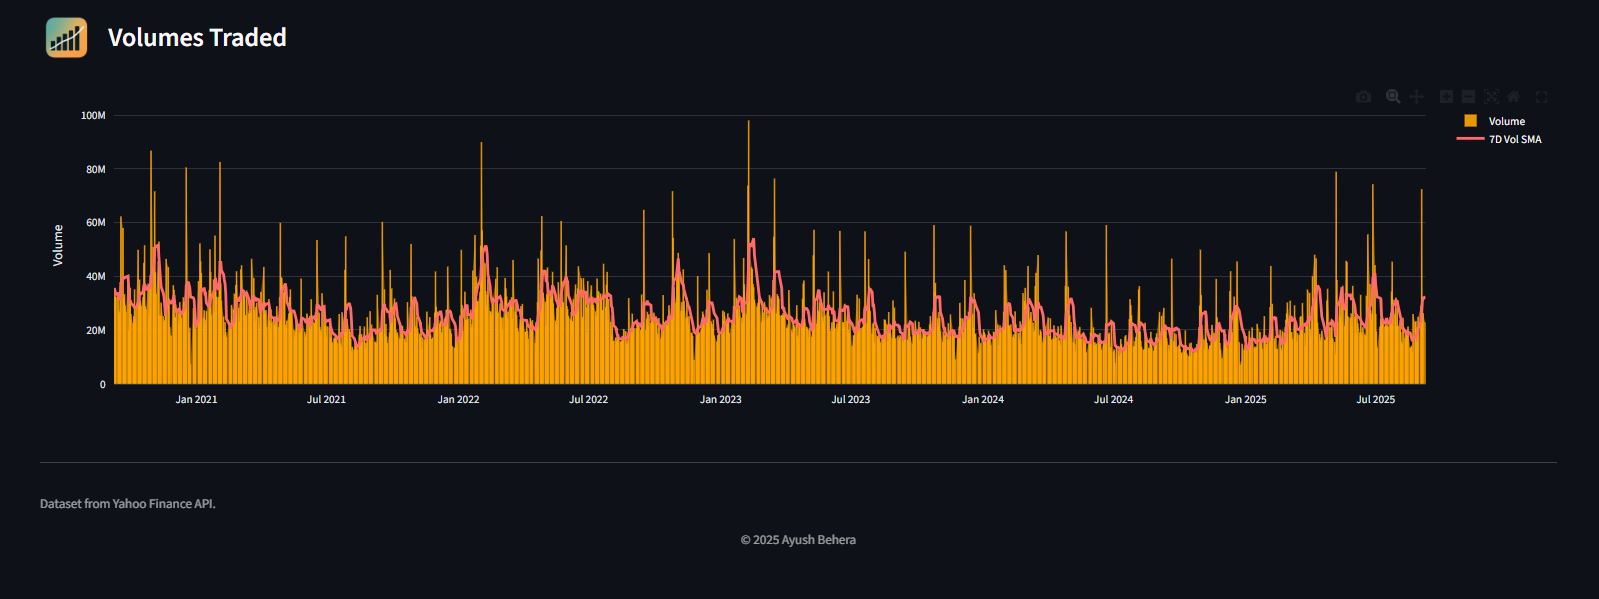 Volumes Traded
Volume
7D Vol SMA
Volume
100M
80M
60M
40M
20M
0
Jan 2021 Jul 2021 Jan 2022 Jul 2022 Jan 2023 Jul 2023 Jan 2024 Jul 2024 Jan 2025 Jul 2025
Dataset from Yahoo Finance API.
© 2025 Ayush Behera